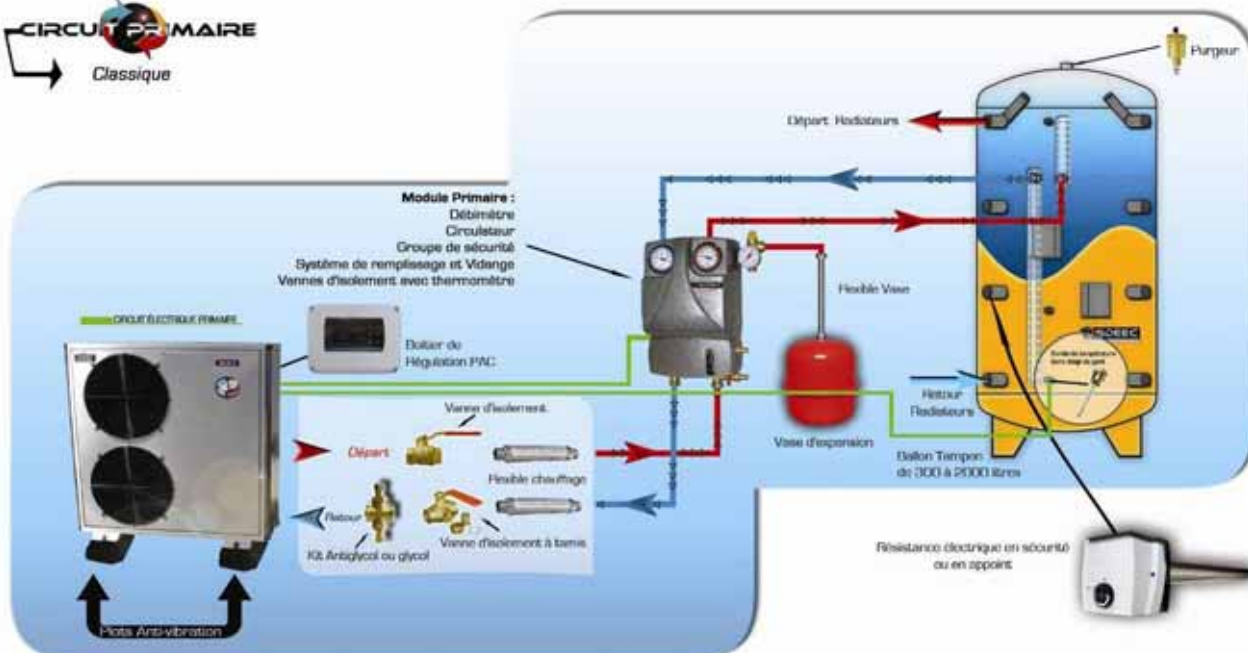 CIRCUIT PRIMAIRE
Classique
Purgeur
Départ Radiateurs
Module Primaire :
Débimètre
Circulateur
Groupe de sécurité
Système de remplissage et Vidange
Vannes d'isolement avec thermomètre
Flexible Vase
CIRCUIT ÉLECTRIQUE PRIMAIRE
Boitier de
Régulation PAC
Vanne d'isolement
Départ
Flexible chauffage
Retour
Kit Antiglycol ou glycol
Vanne d'isolement à tamis
Vase d'expansion
Retour
Radiateurs
Ballon Tampon
de 300 à 2000 litres
Résistance électrique en sécurité
ou en appoint
Plots Anti-vibration